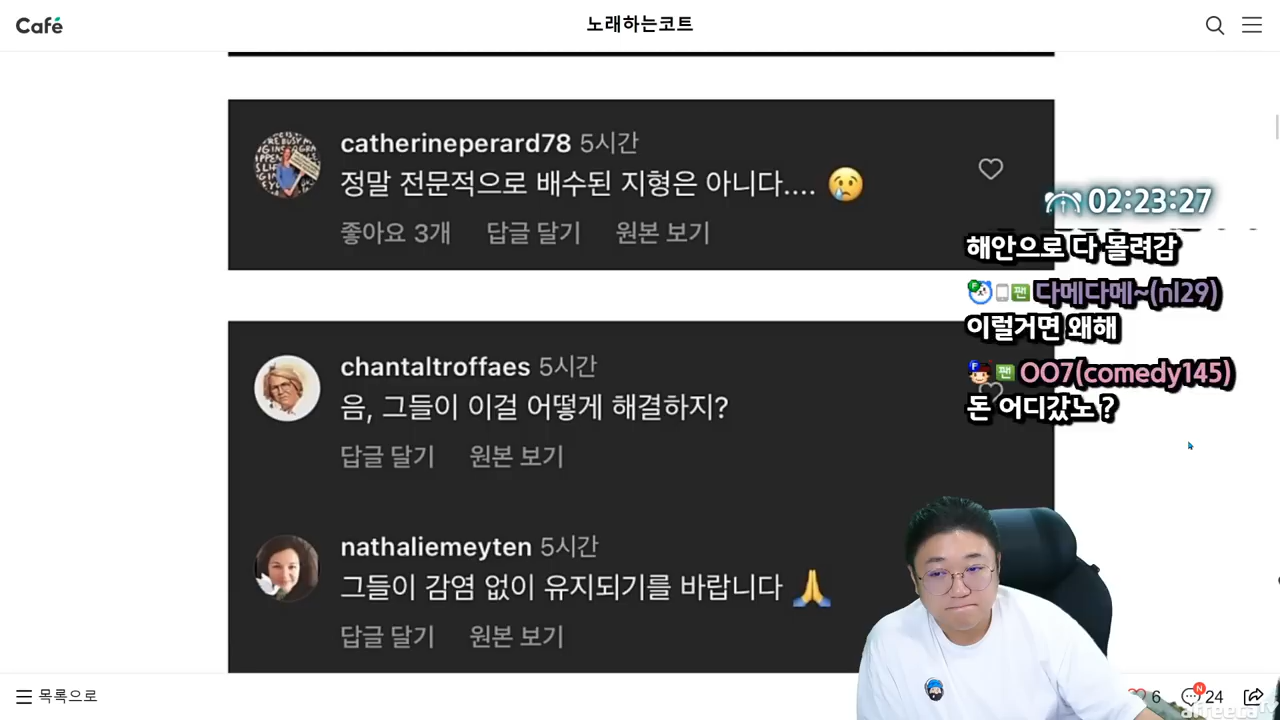 Café
노래하는코트
catherineperard78 5시간
정말 전문적으로 배수된 지형은 아니다.... 😢
좋아요 3개 답글 달기 원본 보기
chantaltroffaes 5시간
음, 그들이 이걸 어떻게 해결하지?
답글 달기 원본 보기
nathaliemeyten 5시간
그들이 감염 없이 유지되기를 바랍니다 🙏
답글 달기 원본 보기
02:23:27
해안으로 다 몰려감
F 팬 다메다메~(nl29)
이럴거면 왜해
F 팬 OO7(comedy145)
돈 어디갔노 ?
목록으로
6 N 24
afreecaTV